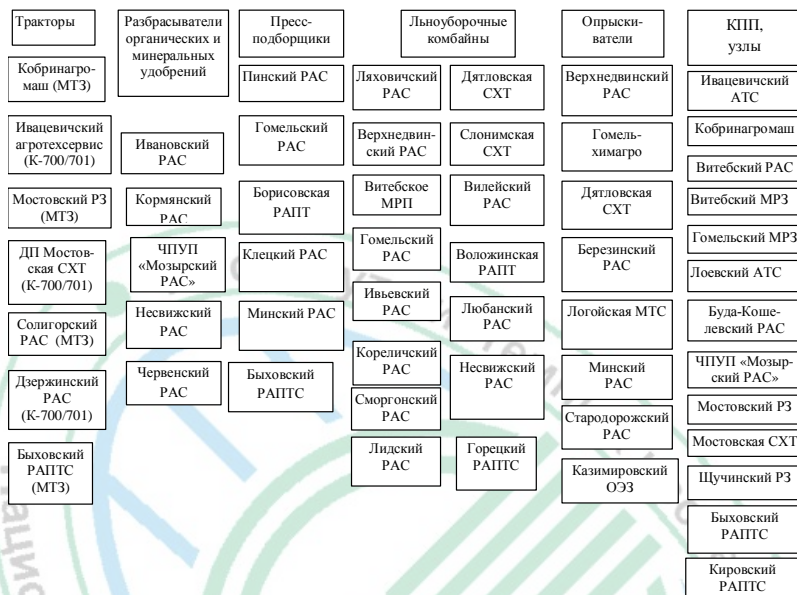 Тракторы
Кобринагро-
маш (МТЗ)
Ивацевичский
агротехсервис
(К-700/701)
Мостовский РЗ
(МТЗ)
ДП Мостов-
ская СХТ
(К-700/701)
Солигорский
РАС (МТЗ)
Дзержинский
РАС
(К-700/701)
Быховский
РАПТС
(МТЗ)
Разбрасыватели
органических и
минеральных
удобрений
Ивановский
РАС
Кормянский
РАС
ЧПУП
«Мозырский
РАС»
Несвижский
РАС
Червенский
РАС
Пресс-
подборщики
Пинский РАС
Гомельский
РАС
Борисовская
РАПТ
Клецкий РАС
Минский РАС
Быховский
РАПТС
Льноуборочные
комбайны
Ляховичский
РАС
Верхнедвин-
ский РАС
Витебское
МРП
Гомельский
РАС
Ивьевский
РАС
Кореличский
РАС
Сморгонский
РАС
Лидский
РАС
Дятловская
СХТ
Слонимская
СХТ
Вилейский
РАС
Воложинская
РАПТ
Любанский
РАС
Несвижский
РАС
Горецкий
РАПТС
Опрыски-
ватели
Верхнедвинский
РАС
Гомель-
химагро
Дятловская
СХТ
Березинский
РАС
Логойская МТС
Минский
РАС
Стародорожский
РАС
Казимировский
ОЭЗ
КПП,
узлы
Ивацевичский
АТС
Кобринагромаш
Витебский РАС
Витебский МРЗ
Гомельский МРЗ
Лоевский АТС
Буда-Коше-
левский РАС
ЧПУП «Мозыр-
ский РАС»
Мостовский РЗ
Мостовская СХТ
Щучинский РЗ
Быховский
РАПТС
Кировский
РАПТС